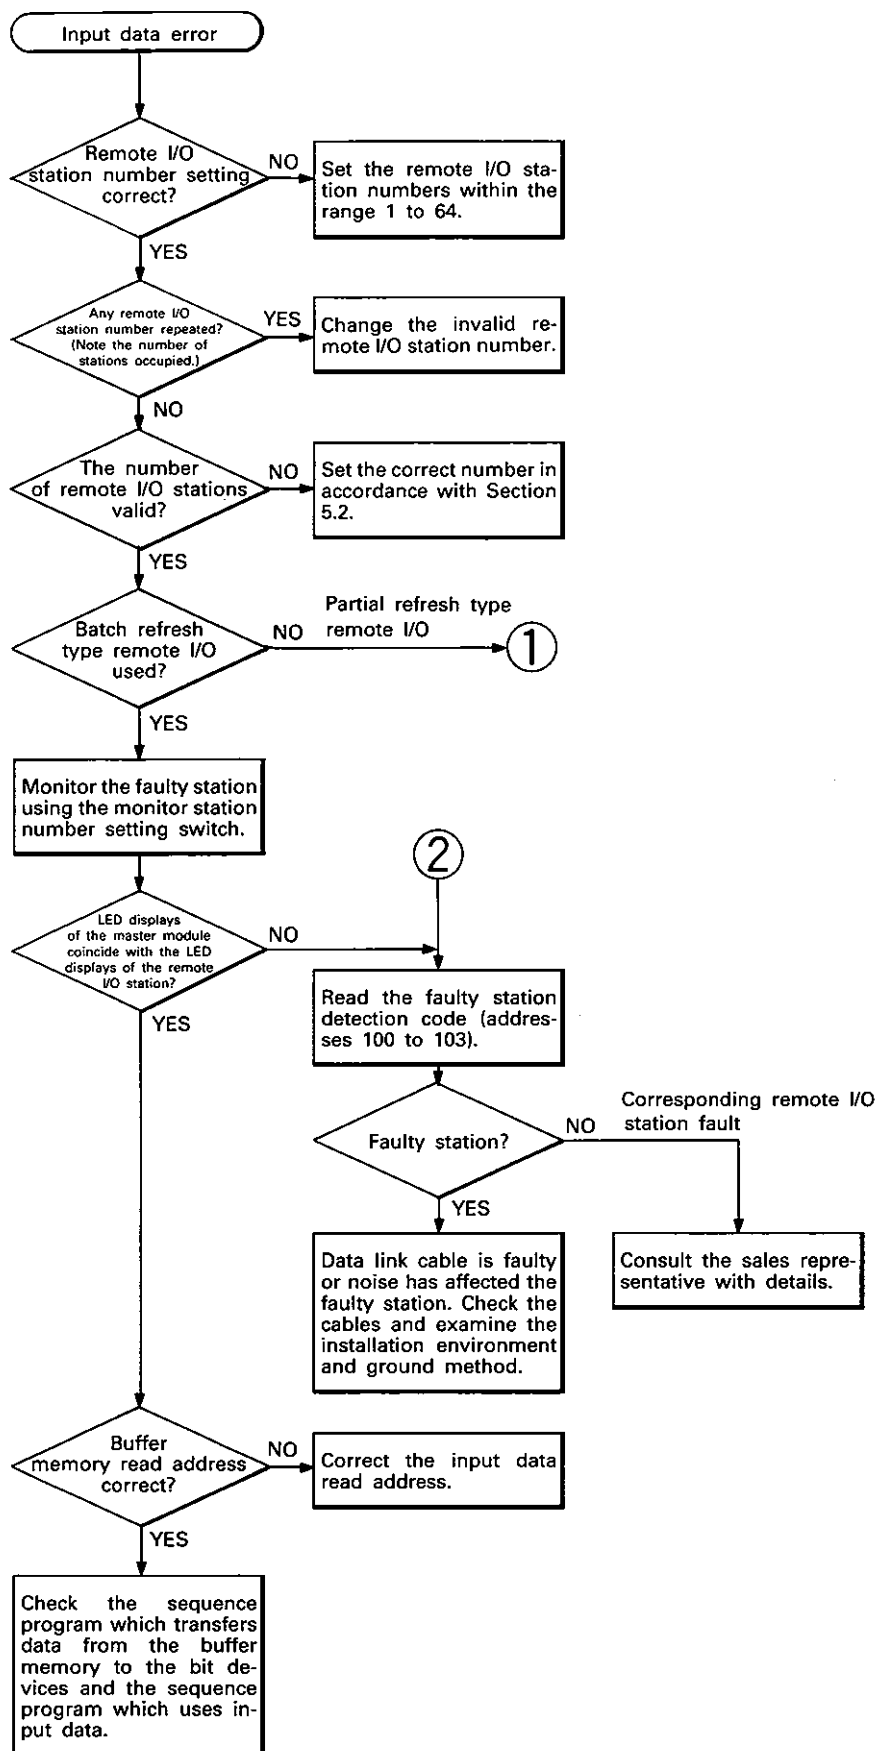 Input data error
Remote I/O
station number setting
correct?
NO
Set the remote I/O sta-
tion numbers within the
range 1 to 64.
YES
Any remote I/O
station number repeated?
(Note the number of
stations occupied.)
YES
Change the invalid re-
mote I/O station number.
NO
The number
of remote I/O stations
valid?
NO
Set the correct number in
accordance with Section
5.2.
YES
Batch refresh
type remote I/O
used?
NO
Partial refresh type
remote I/O
1
YES
Monitor the faulty station
using the monitor station
number setting switch.
2
LED displays
of the master module
coincide with the LED
displays of the remote
I/O station?
NO
YES
Read the faulty station
detection code (addres-
ses 100 to 103).
Faulty station?
NO
Corresponding remote I/O
station fault
YES
Data link cable is faulty
or noise has affected the
faulty station. Check the
cables and examine the
installation environment
and ground method.
Consult the sales repre-
sentative with details.
Buffer
memory read address
correct?
NO
Correct the input data
read address.
YES
Check the sequence
program which transfers
data from the buffer
memory to the bit de-
vices and the sequence
program which uses in-
put data.